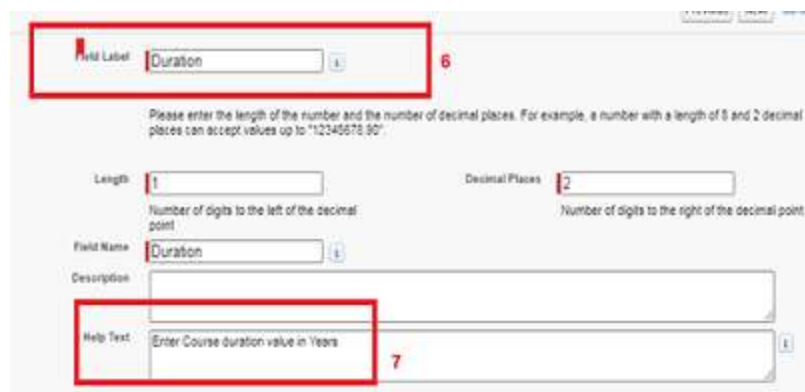 Field Label
Duration
6
Please enter the length of the number and the number of decimal places. For example, a number with a length of 8 and 2 decimal
places can accept values up to "12345678.90".
Length
1
Decimal Places
2
Number of digits to the left of the decimal
point
Number of digits to the right of the decimal point
Field Name
Duration
Description
Help Text
Enter Course duration value in Years
7